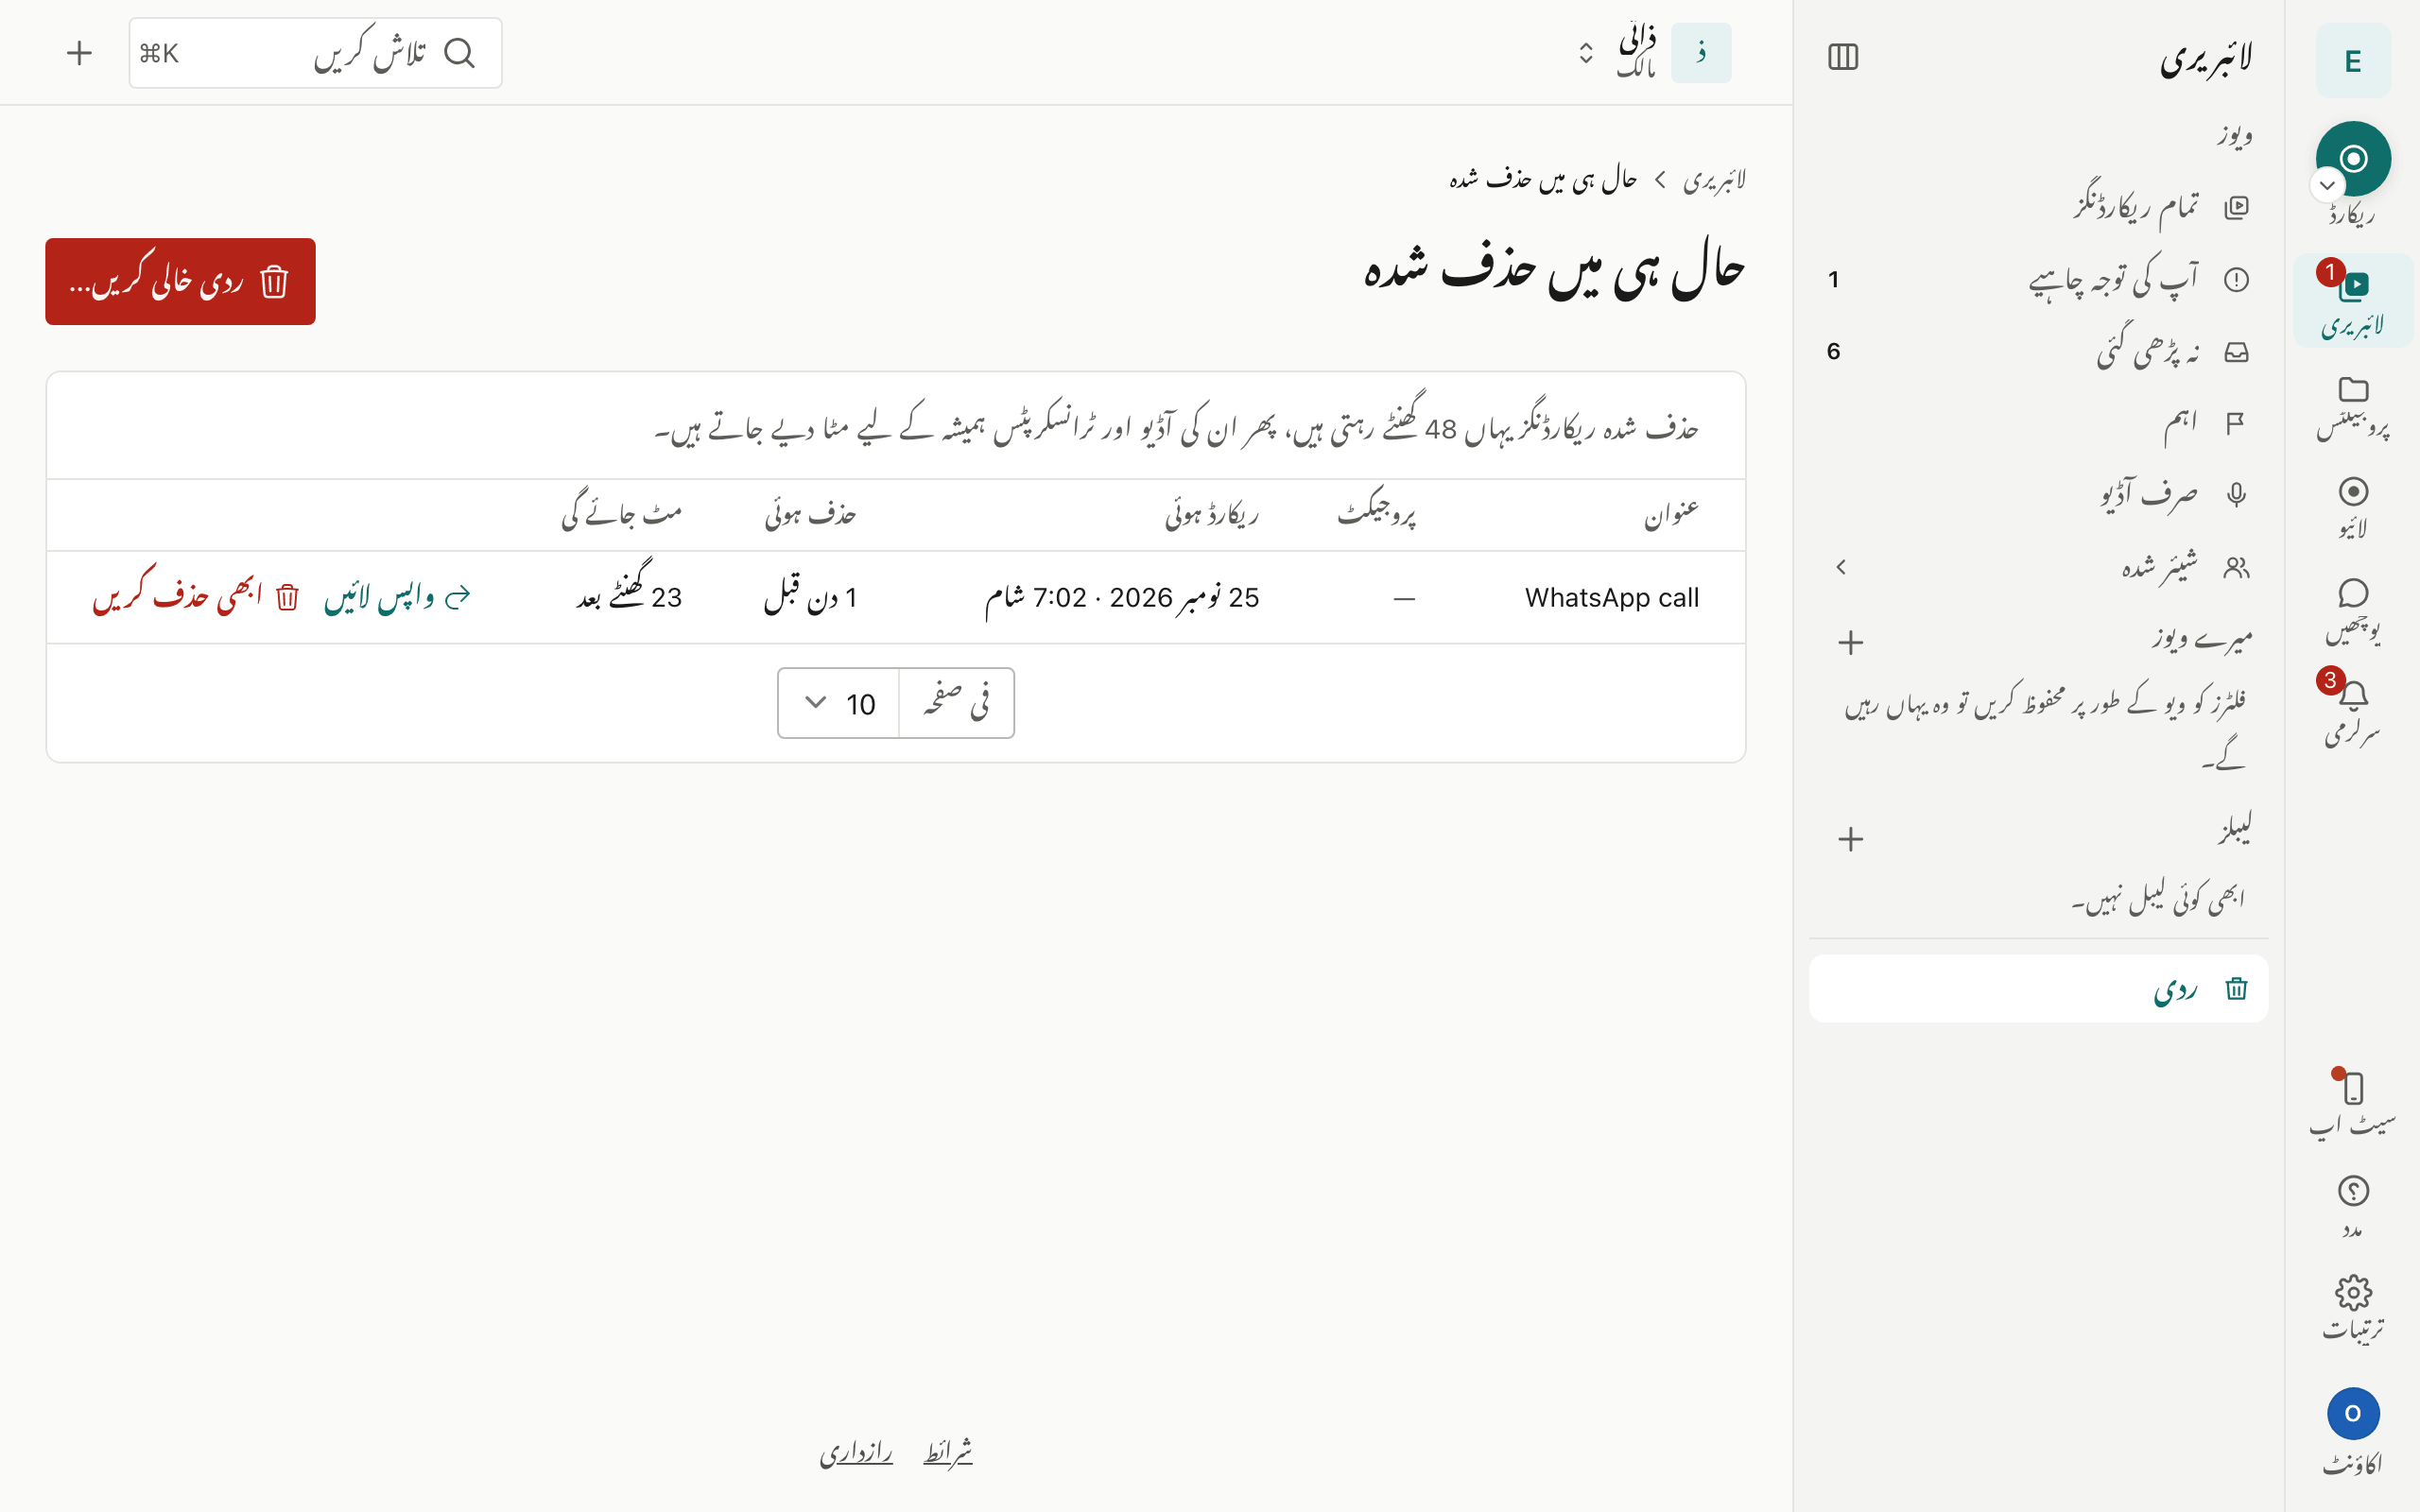 E
ریکارڈ
1
لائبریری
پروجیکٹس
لائیو
پوچھیں
3
سرگرمی
سیٹ اپ
مدد
ترتیبات
O
اکاؤنٹ
لائبریری
ویوز
تمام ریکارڈنگز
آپ کی توجہ چاہیے 1
نہ پڑھی گئی 6
اہم
صرف آڈیو
شیئر شدہ
میرے ویوز
فلٹرز کو ویو کے طور پر محفوظ کریں تو وہ یہاں رہیں
گے۔
لیبلز
ابھی کوئی لیبل نہیں۔
ردی
ذ
ذاتی
مالک
تلاش کریں ⌘K
لائبریری › حال ہی میں حذف شدہ
حال ہی میں حذف شدہ
ردی خالی کریں...
حذف شدہ ریکارڈنگز یہاں 48 گھنٹے رہتی ہیں، پھر ان کی آڈیو اور ٹرانسکرپٹس ہمیشہ کے لیے مٹا دیے جاتے ہیں۔
عنوان پروجیکٹ ریکارڈ ہوئی حذف ہوئی مٹ جائے گی
WhatsApp call — 25 نومبر 2026 · 7:02 شام 1 دن قبل 23 گھنٹے بعد واپس لائیں ابھی حذف کریں
فی صفحہ 10
شرائط رازداری